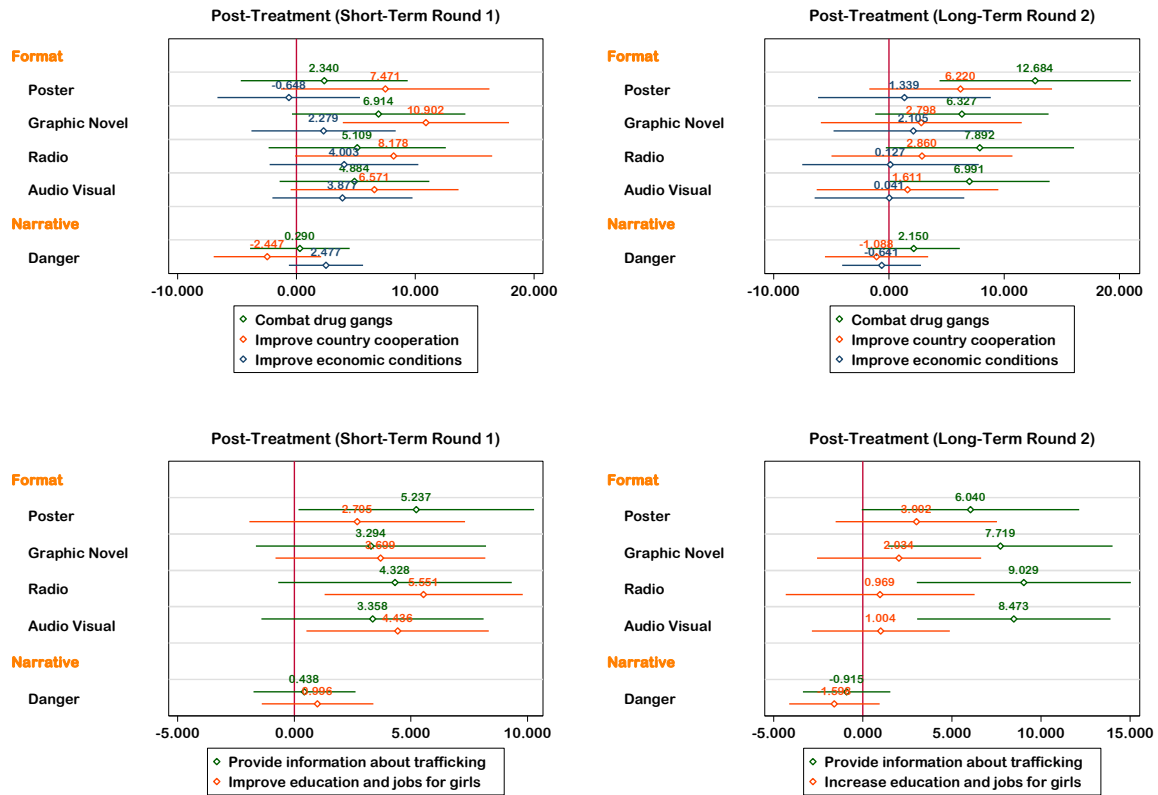 Post-Treatment (Short-Term Round 1)
Format
2.340
7.471
Poster
-0.648
6.914
10.902
Graphic Novel
2.279
5.109
8.178
Radio
4.003
4.884
6.571
Audio Visual
3.877
Narrative
0.290
-2.447
Danger
2.477
-10.000 0.000 10.000 20.000
Combat drug gangs
Improve country cooperation
Improve economic conditions
Post-Treatment (Long-Term Round 2)
Format
12.684
6.220
Poster
1.339
6.327
2.798
Graphic Novel
2.105
7.892
2.860
Radio
0.127
6.991
1.611
Audio Visual
0.041
Narrative
2.150
-1.088
Danger
-0.641
-10.000 0.000 10.000 20.000
Combat drug gangs
Improve country cooperation
Improve economic conditions
Post-Treatment (Short-Term Round 1)
Format
5.237
Poster
3.294
Graphic Novel
4.328
5.551
Radio
3.358
4.436
Audio Visual
Narrative
0.438
Danger
-5.000 0.000 5.000 10.000
Provide information about trafficking
Improve education and jobs for girls
Post-Treatment (Long-Term Round 2)
Format
6.040
3.002
Poster
7.719
2.034
Graphic Novel
9.029
0.969
Radio
8.473
1.004
Audio Visual
Narrative
-0.915
Danger
-5.000 0.000 5.000 10.000 15.000
Provide information about trafficking
Increase education and jobs for girls